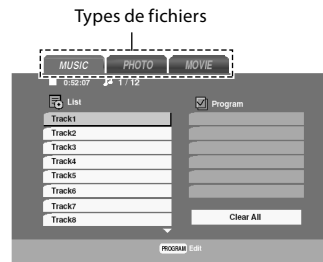 Types de fichiers
MUSIC PHOTO MOVIE
0:52:07 1 / 12
List
Program
Track1
Track2
Track3
Track4
Track5
Track6
Track7
Track8
Clear All
PROGRAM Edit